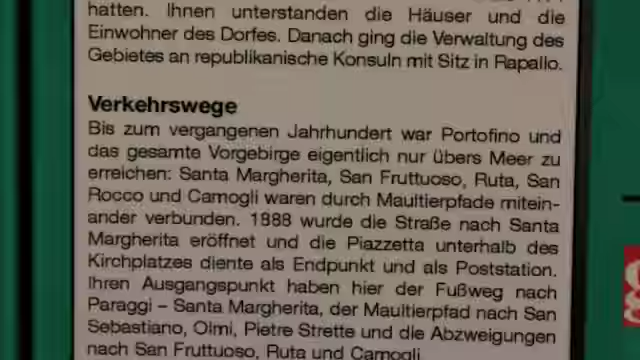 hatten. Ihnen unterstanden die Häuser und die
Einwohner des Dorfes. Danach ging die Verwaltung des
Gebietes an republikanische Konsuln mit Sitz in Rapallo.
Verkehrswege
Bis zum vergangenen Jahrhundert war Portofino und
das gesamte Vorgebirge eigentlich nur übers Meer zu
erreichen: Santa Margherita, San Fruttuoso, Ruta, San
Rocco und Camogli waren durch Maultierpfade mitein-
ander verbunden. 1888 wurde die Straße nach Santa
Margherita eröffnet und die Piazzetta unterhalb des
Kirchplatzes diente als Endpunkt und als Poststation.
Ihren Ausgangspunkt haben hier der Fußweg nach
Paraggi – Santa Margherita, der Maultierpfad nach San
Sebastiano, Olmi, Pietre Strette und die Abzweigungen
nach San Fruttuoso, Ruta und Camogli.